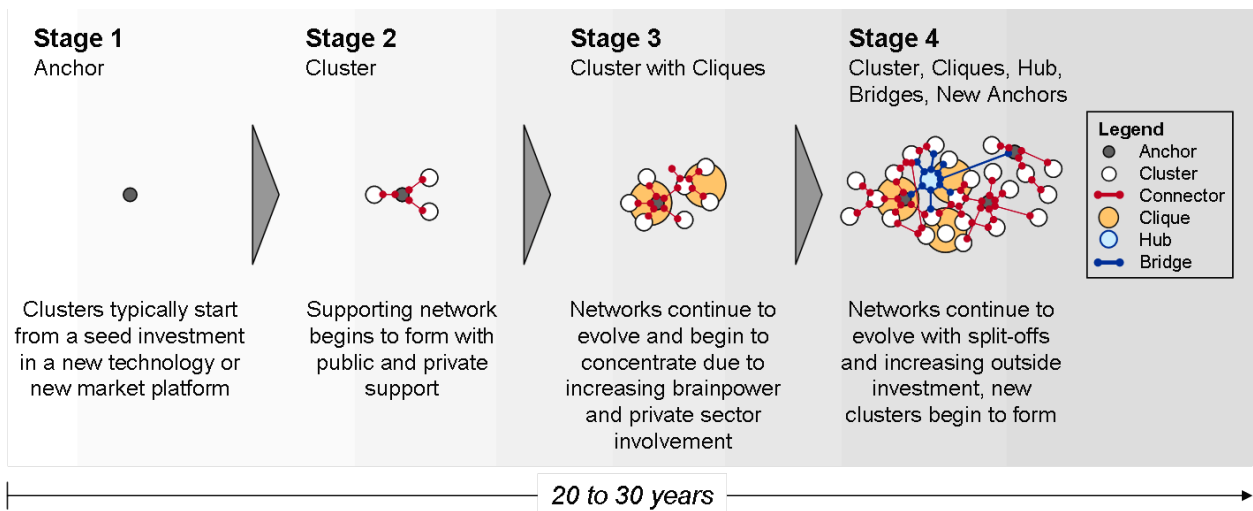 Stage 1
Anchor
Stage 2
Cluster
Stage 3
Cluster with Cliques
Stage 4
Cluster, Cliques, Hub,
Bridges, New Anchors
Legend
Anchor
Cluster
Connector
Clique
Hub
Bridge
Clusters typically start
from a seed investment
in a new technology or
new market platform
Supporting network
begins to form with
public and private
support
Networks continue to
evolve and begin to
concentrate due to
increasing brainpower
and private sector
involvement
Networks continue to
evolve with split-offs
and increasing outside
investment, new
clusters begin to form
20 to 30 years